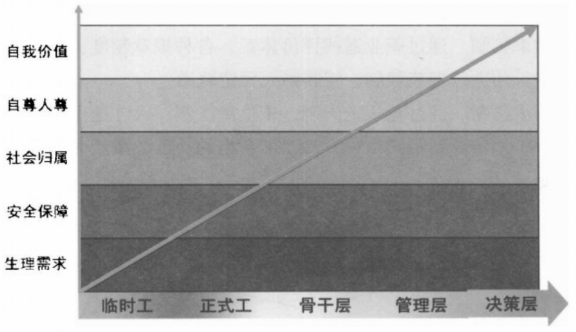 自我价值
自尊人尊
社会归属
安全保障
生理需求
临时工 正式工 骨干层 管理层 决策层